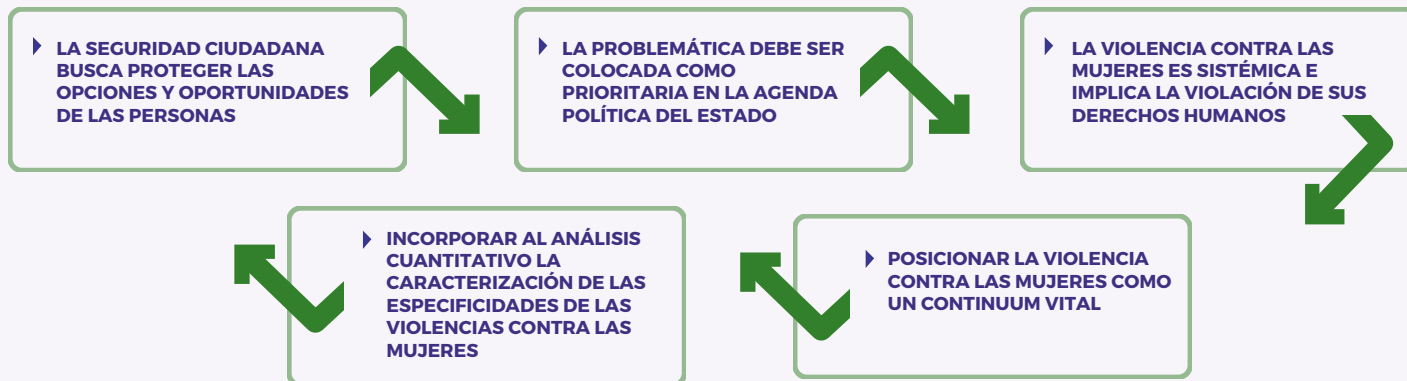 LA SEGURIDAD CIUDADANA
BUSCA PROTEGER LAS
OPCIONES Y OPORTUNIDADES
DE LAS PERSONAS
LA PROBLEMÁTICA DEBE SER
COLOCADA COMO
PRIORITARIA EN LA AGENDA
POLÍTICA DEL ESTADO
LA VIOLENCIA CONTRA LAS
MUJERES ES SISTÉMICA E
IMPLICA LA VIOLACIÓN DE SUS
DERECHOS HUMANOS
POSICIONAR LA VIOLENCIA
CONTRA LAS MUJERES COMO
UN CONTINUUM VITAL
INCORPORAR AL ANÁLISIS
CUANTITATIVO LA
CARACTERIZACIÓN DE LAS
ESPECIFICIDADES DE LAS
VIOLENCIAS CONTRA LAS
MUJERES